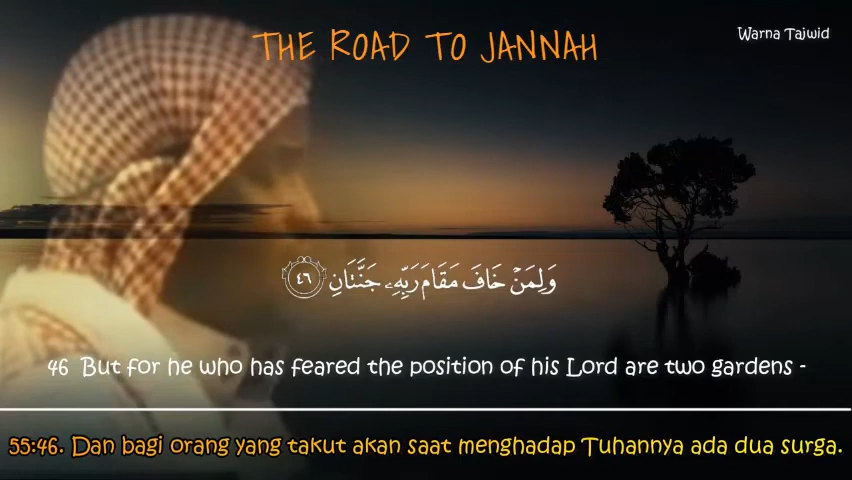 THE ROAD TO JANNAH
Warna Tajwid
وَلِمَنْ خَافَ مَقَامَ رَبِّهِۦ جَنَّتَانِ ٤٦
46 But for he who has feared the position of his Lord are two gardens -
55:46. Dan bagi orang yang takut akan saat menghadap Tuhannya ada dua surga.